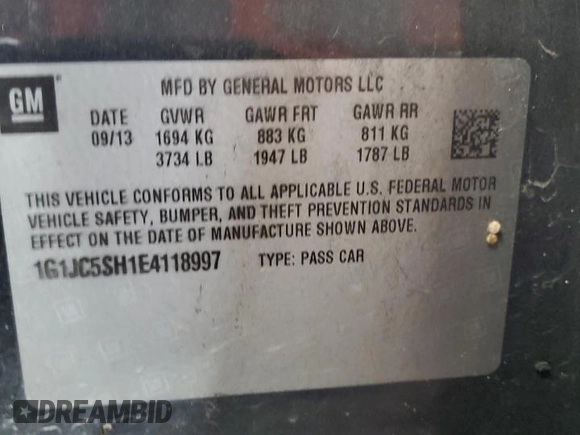 GM
MFD BY GENERAL MOTORS LLC
DATE GVWR GAWR FRT GAWR RR
09/13 1694 KG 883 KG 811 KG
3734 LB 1947 LB 1787 LB
THIS VEHICLE CONFORMS TO ALL APPLICABLE U.S. FEDERAL MOTOR
VEHICLE SAFETY, BUMPER, AND THEFT PREVENTION STANDARDS IN
EFFECT ON THE DATE OF MANUFACTURE SHOWN ABOVE.
1G1JC5SH1E4118997 TYPE: PASS CAR
DREAMBID